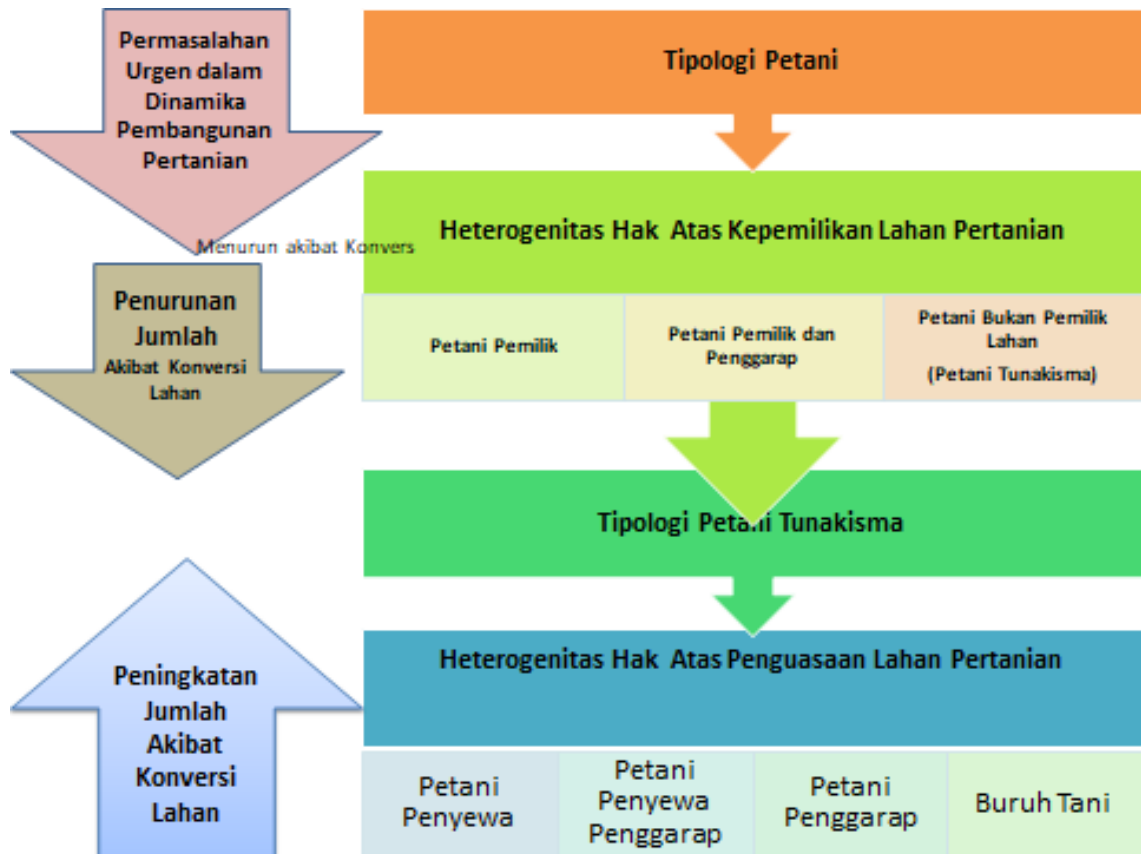 Permasalahan
Urgen dalam
Dinamika
Pembangunan
Pertanian
Tipologi Petani
Heterogenitas Hak Atas Kepemilikan Lahan Pertanian
Menurun akibat Konvers
Penurunan
Jumlah
Akibat Konversi
Lahan
Petani Pemilik
Petani Pemilik dan
Penggarap
Petani Bukan Pemilik
Lahan
(Petani Tunakisma)
Tipologi Petani Tunakisma
Heterogenitas Hak Atas Penguasaan Lahan Pertanian
Peningkatan
Jumlah
Akibat
Konversi
Lahan
Petani
Penyewa
Petani
Penyewa
Penggarap
Petani
Penggarap
Buruh Tani